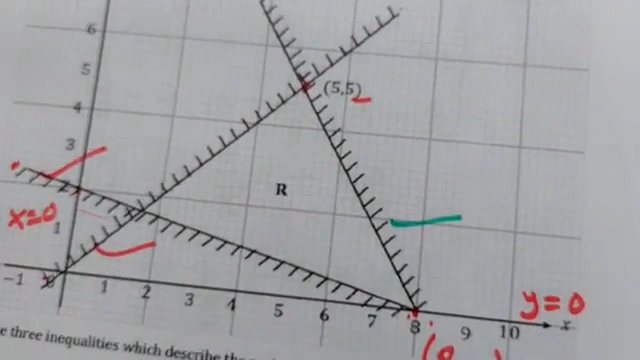 6
5
(5,5)
4
3
R
2
x=0
1
-1
1 2 3 4 5 6 7 8 9 10 x
y=0
e three inequalities which describe the